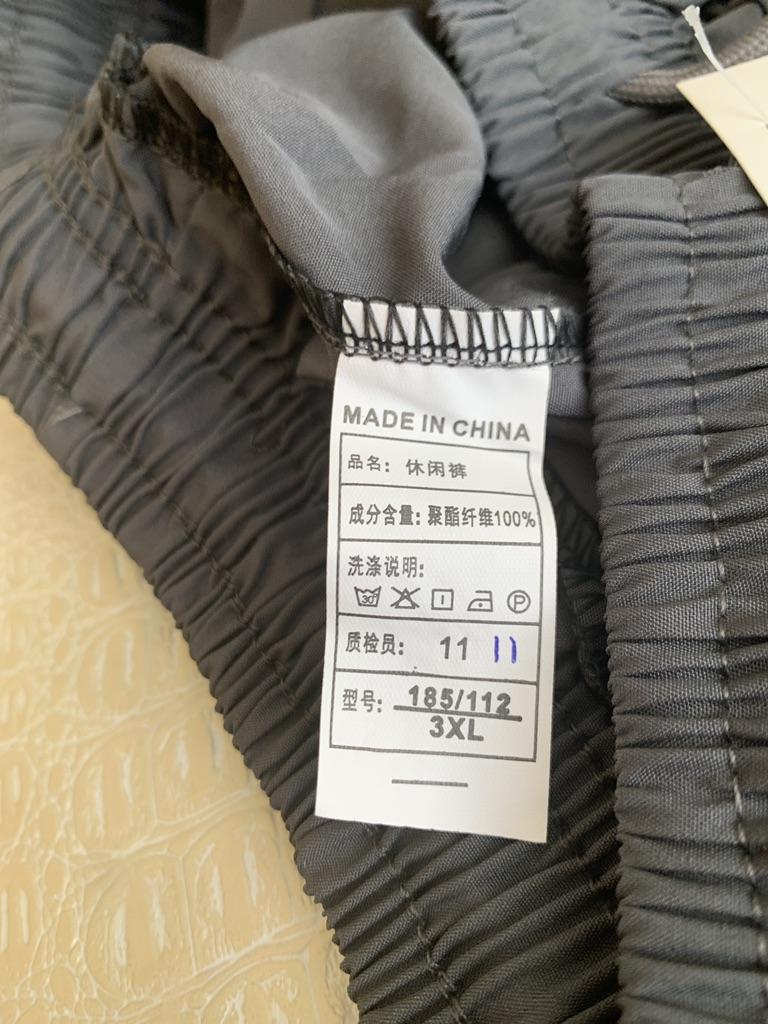 MADE IN CHINA
品名: 休闲裤
成分含量: 聚酯纤维100%
洗涤说明:
30° P
质检员: 11 11
型号: 185/112
3XL